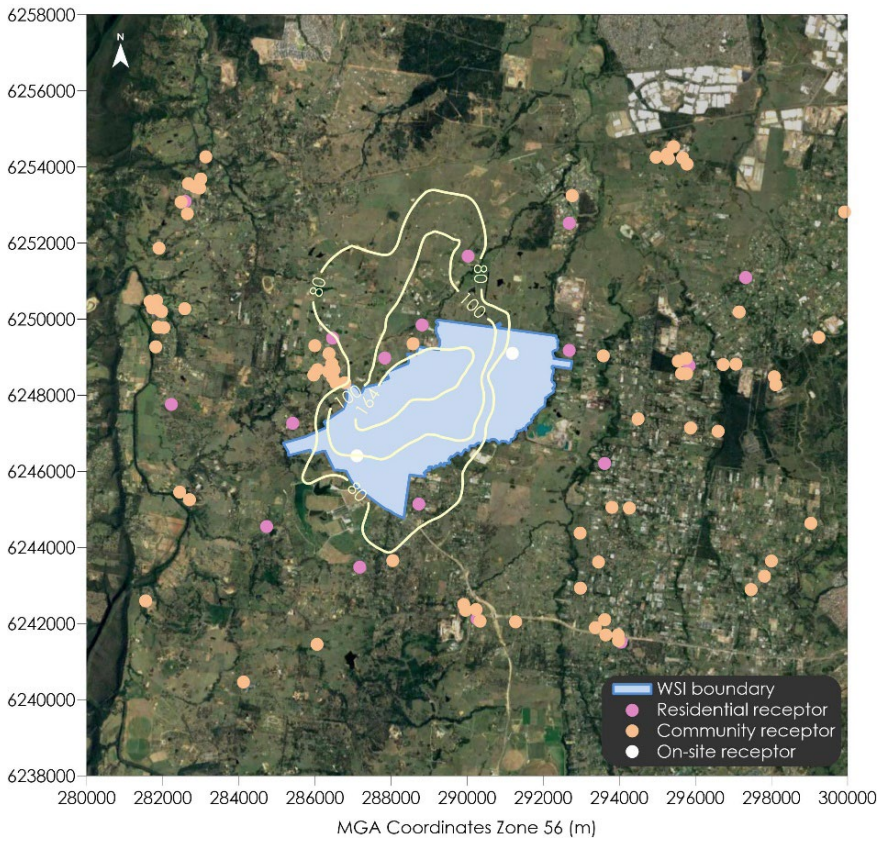 6258000
6256000
6254000
6252000
6250000
6248000
6246000
6244000
6242000
6240000
6238000
N
80
80
100
100
164
80
WSI boundary
Residential receptor
Community receptor
On-site receptor
280000 282000 284000 286000 288000 290000 292000 294000 296000 298000 300000
MGA Coordinates Zone 56 (m)